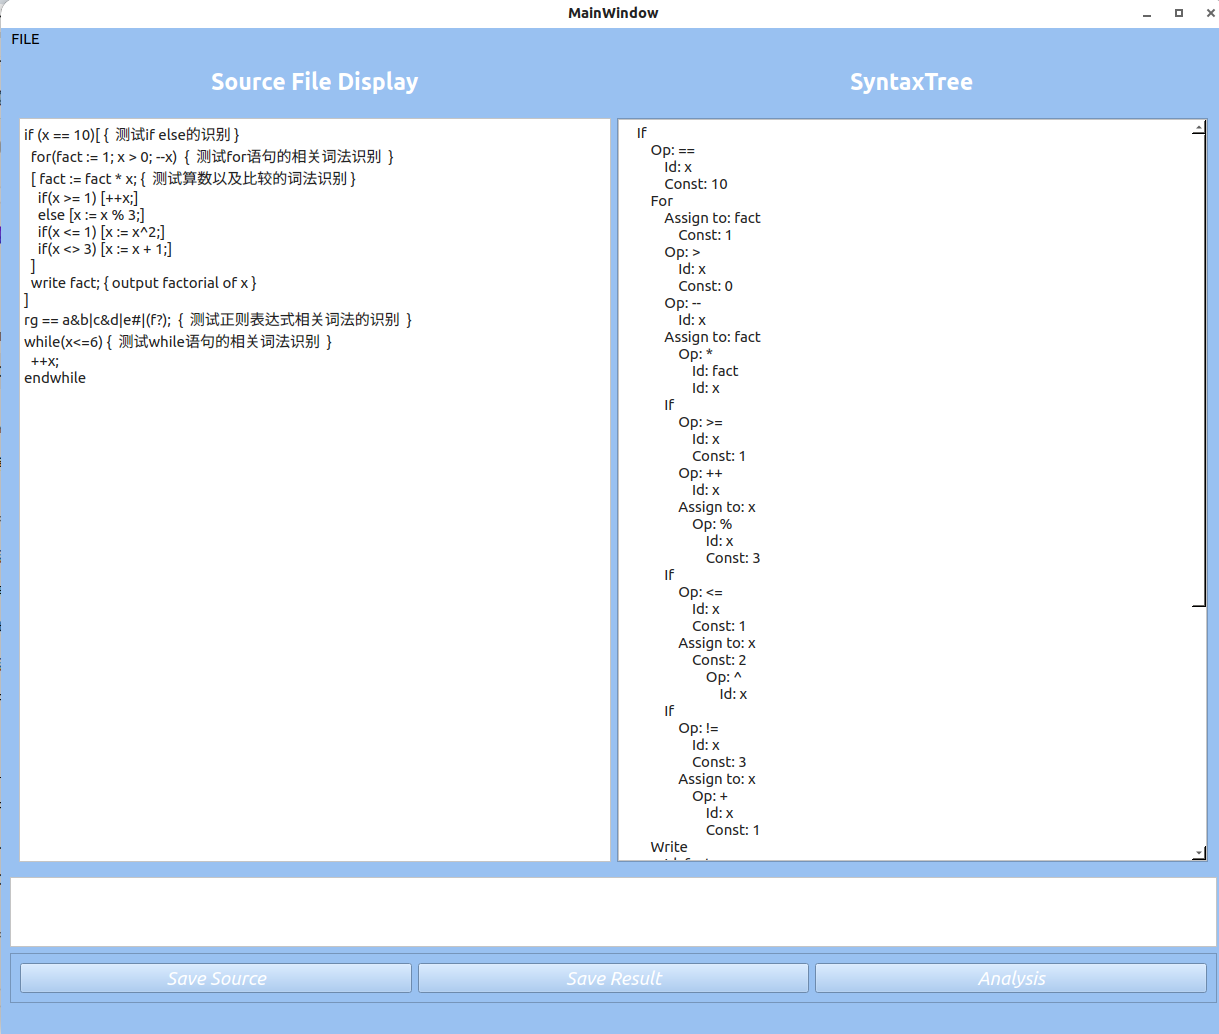 MainWindow
FILE
Source File Display
SyntaxTree
if (x == 10)[ {  测试if else的识别 }
for(fact := 1; x > 0; --x)  {  测试for语句的相关词法识别  }
[ fact := fact * x; {  测试算数以及比较的词法识别 }
if(x >= 1) [++x;]
else [x := x % 3;]
if(x <= 1) [x := x^2;]
if(x <> 3) [x := x + 1;]
]
write fact; { output factorial of x }
]
rg == a&b|c&d|e#|(f?);  {  测试正则表达式相关词法的识别  }
while(x<=6) {  测试while语句的相关词法识别  }
++x;
endwhile
If
Op: ==
Id: x
Const: 10
For
Assign to: fact
Const: 1
Op: >
Id: x
Const: 0
Op: --
Id: x
Assign to: fact
Op: *
Id: fact
Id: x
If
Op: >=
Id: x
Const: 1
Op: ++
Id: x
Assign to: x
Op: %
Id: x
Const: 3
If
Op: <=
Id: x
Const: 1
Assign to: x
Const: 2
Op: ^
Id: x
If
Op: !=
Id: x
Const: 3
Assign to: x
Op: +
Id: x
Const: 1
Write
Save Source
Save Result
Analysis